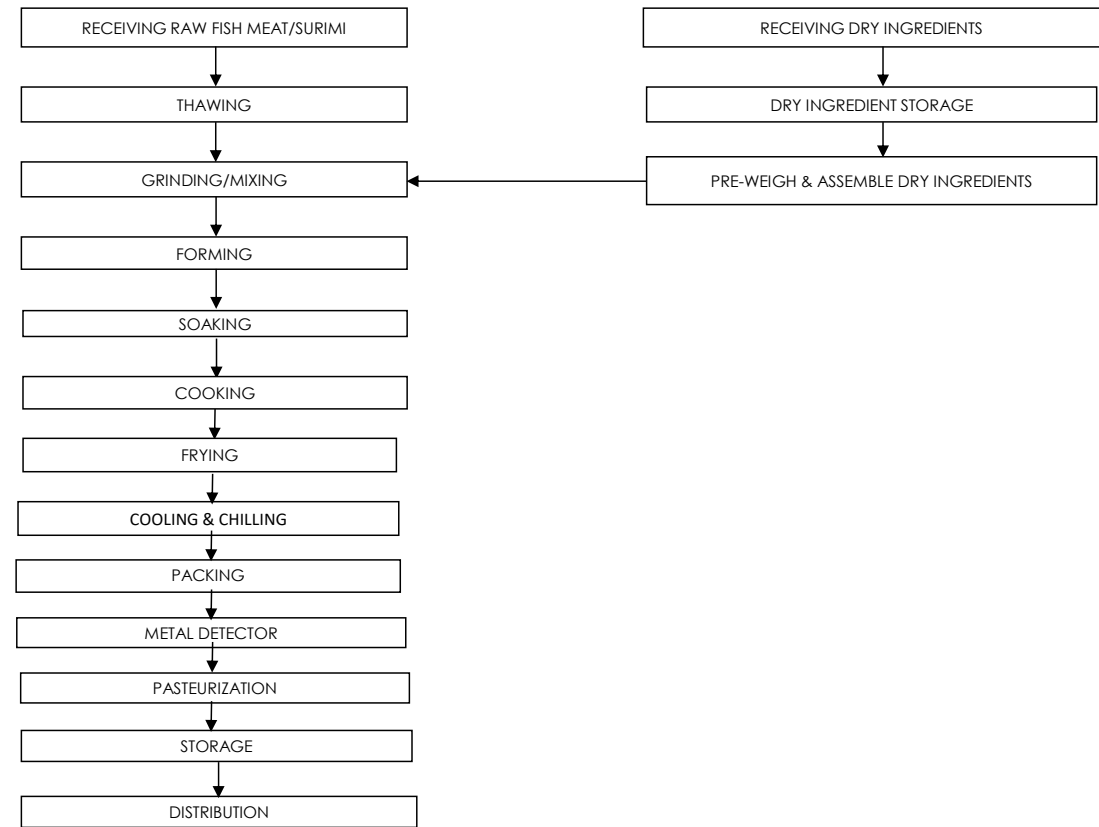 RECEIVING RAW FISH MEAT/SURIMI
THAWING
GRINDING/MIXING
FORMING
SOAKING
COOKING
FRYING
COOLING & CHILLING
PACKING
METAL DETECTOR
PASTEURIZATION
STORAGE
DISTRIBUTION
RECEIVING DRY INGREDIENTS
DRY INGREDIENT STORAGE
PRE-WEIGH & ASSEMBLE DRY INGREDIENTS